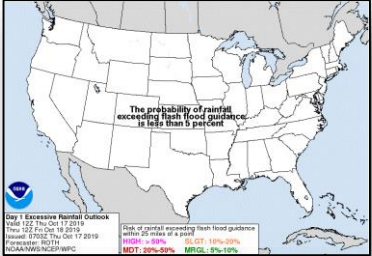 The probability of rainfall
exceeding flash flood guidance
is less than 5 percent
noaa
Day 1 Excessive Rainfall Outlook
Valid 12Z Thu Oct 17 2019
Thru 12Z Fri Oct 18 2019
Issued: 0703Z Thu Oct 17 2019
Forecaster: ROTH
NOAA/NWS/NCEP/WPC
Risk of rainfall exceeding flash flood guidance
within 25 miles of a point
HIGH: > 50% SLGT: 10%-20%
MDT: 20%-50% MRGL: 5%-10%